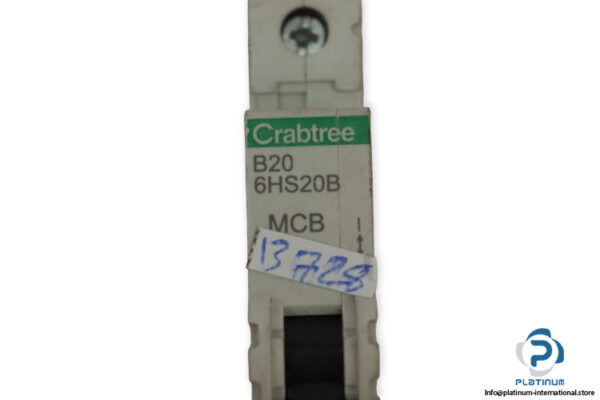 Crabtree
B20
6HS20B
MCB I
13728
PLATINUM
Info@platinum-international.store